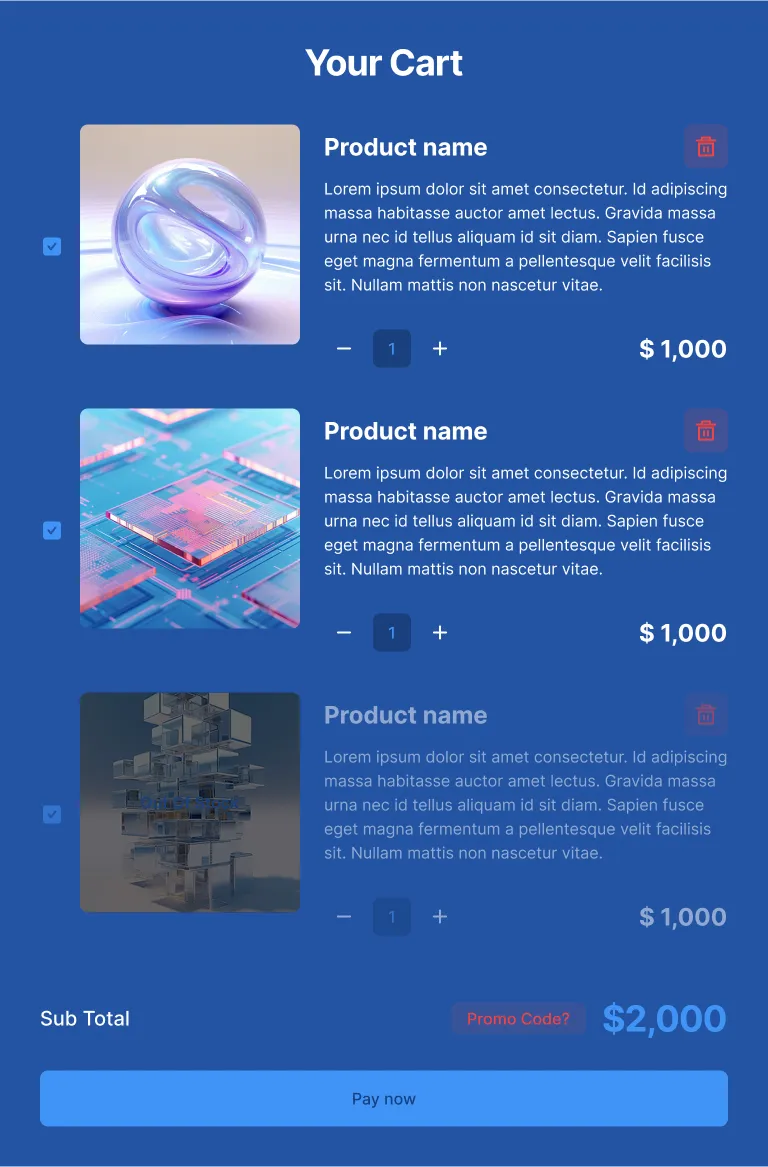 Your Cart
Product name
Lorem ipsum dolor sit amet consectetur. Id adipiscing
massa habitasse auctor amet lectus. Gravida massa
urna nec id tellus aliquam id sit diam. Sapien fusce
eget magna fermentum a pellentesque velit facilisis
sit. Nullam mattis non nascetur vitae.
− 1 + $ 1,000
Product name
Lorem ipsum dolor sit amet consectetur. Id adipiscing
massa habitasse auctor amet lectus. Gravida massa
urna nec id tellus aliquam id sit diam. Sapien fusce
eget magna fermentum a pellentesque velit facilisis
sit. Nullam mattis non nascetur vitae.
− 1 + $ 1,000
Product name
Lorem ipsum dolor sit amet consectetur. Id adipiscing
massa habitasse auctor amet lectus. Gravida massa
urna nec id tellus aliquam id sit diam. Sapien fusce
eget magna fermentum a pellentesque velit facilisis
sit. Nullam mattis non nascetur vitae.
− 1 + $ 1,000
Sub Total Promo Code? $2,000
Pay now